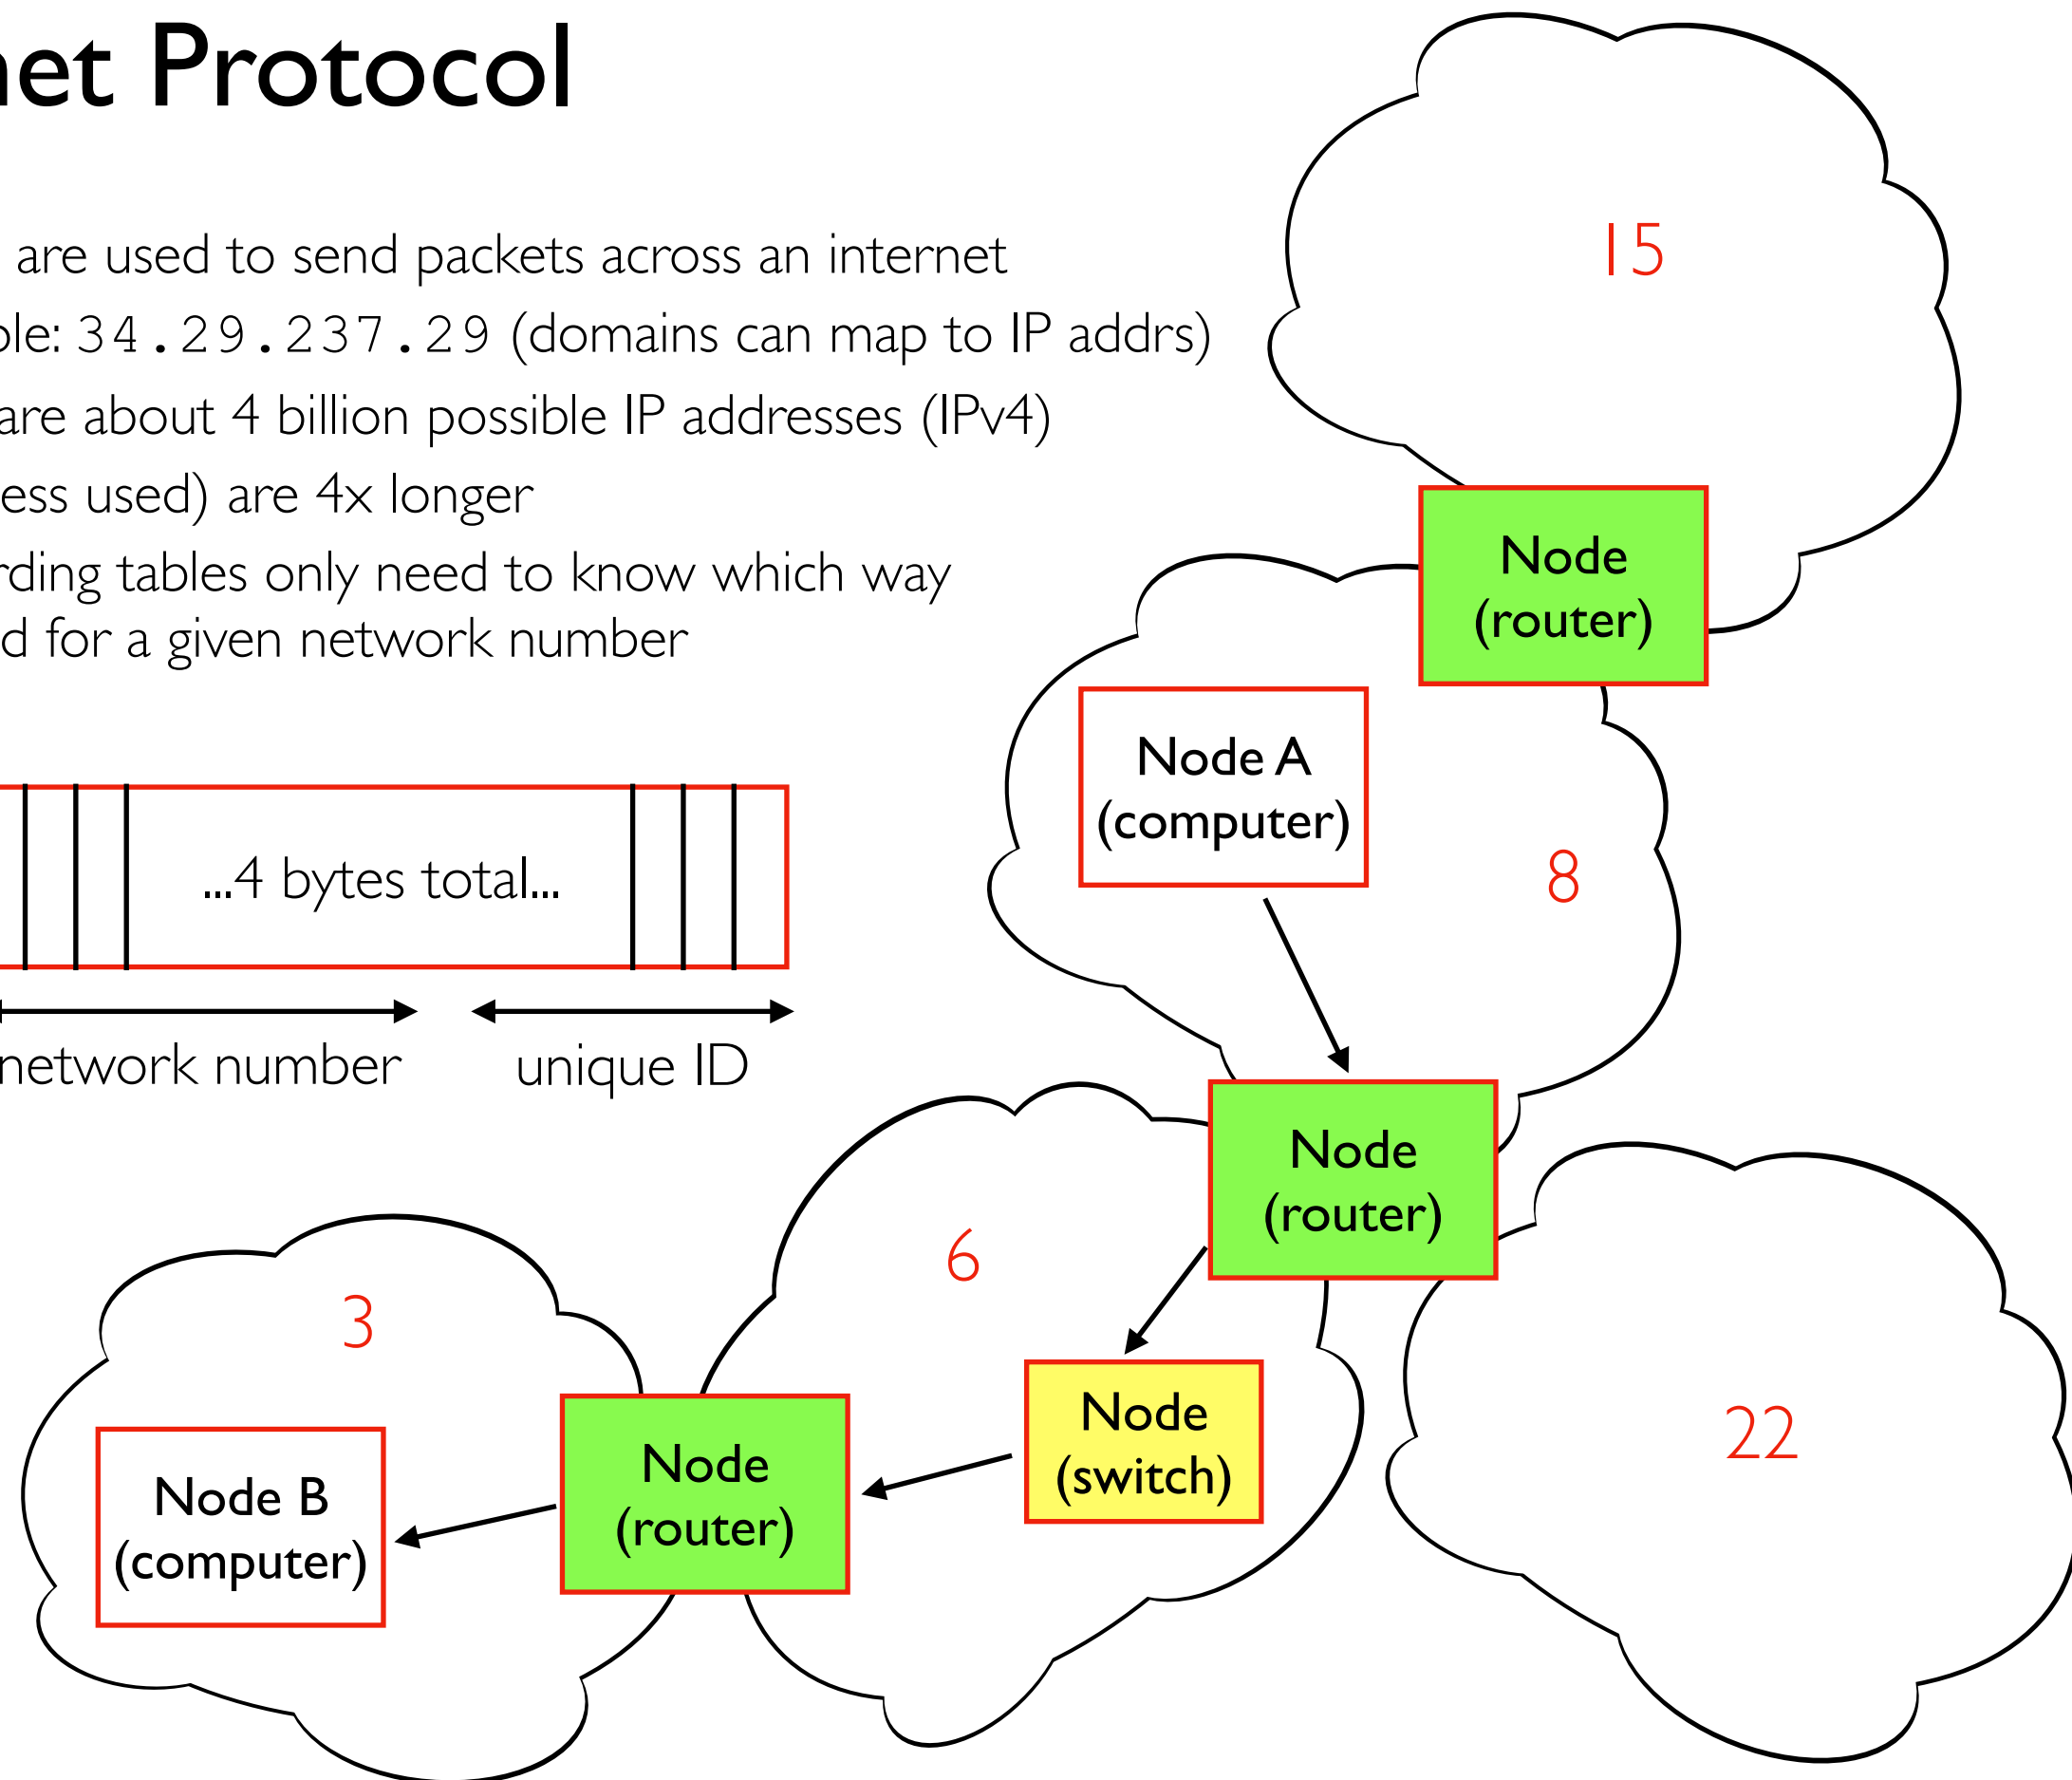 net Protocol
are used to send packets across an internet
ple: 34.29.237.29 (domains can map to IP addrs)
are about 4 billion possible IP addresses (IPv4)
ess used) are 4x longer
rding tables only need to know which way
d for a given network number
...4 bytes total...
network number
unique ID
15
Node
(router)
Node A
(computer)
8
Node
(router)
6
3
Node
(switch)
22
Node
(router)
Node B
(computer)